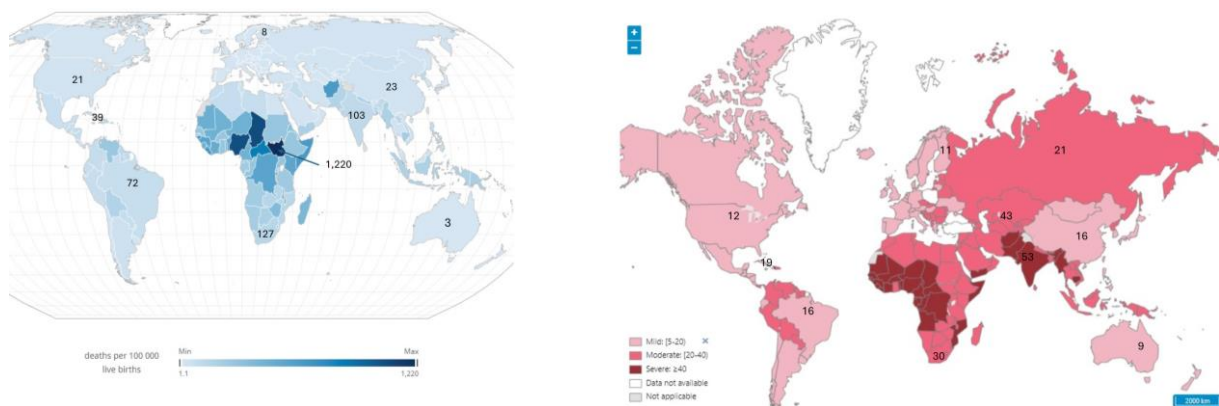 8
21
23
39
103
1,220
72
3
127
deaths per 100 000
live births
Min
Max
1.1
1,220
+
−
11
21
12
43
16
19
53
16
9
30
Mild: [5-20) ×
Moderate: [20-40)
Severe: ≥40
Data not available
Not applicable
2000 km